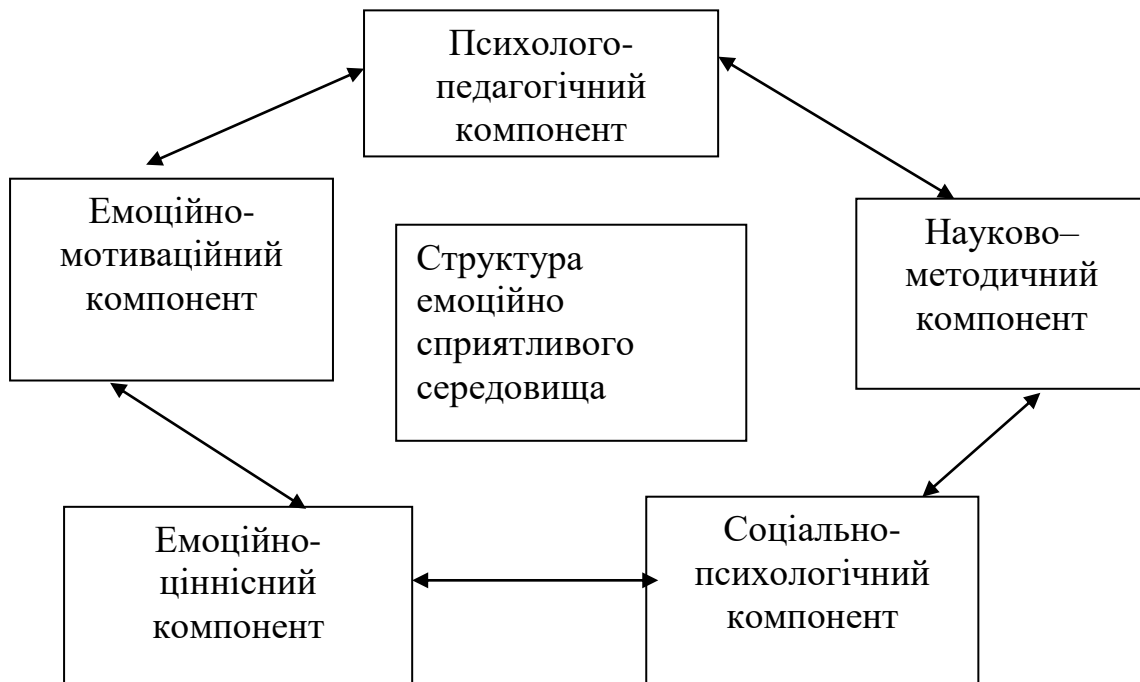 Психолого-
педагогічний
компонент
Емоційно-
мотиваційний
компонент
Структура
емоційно
сприятливого
середовища
Науково–
методичний
компонент
Емоційно-
ціннісний
компонент
Соціально-
психологічний
компонент